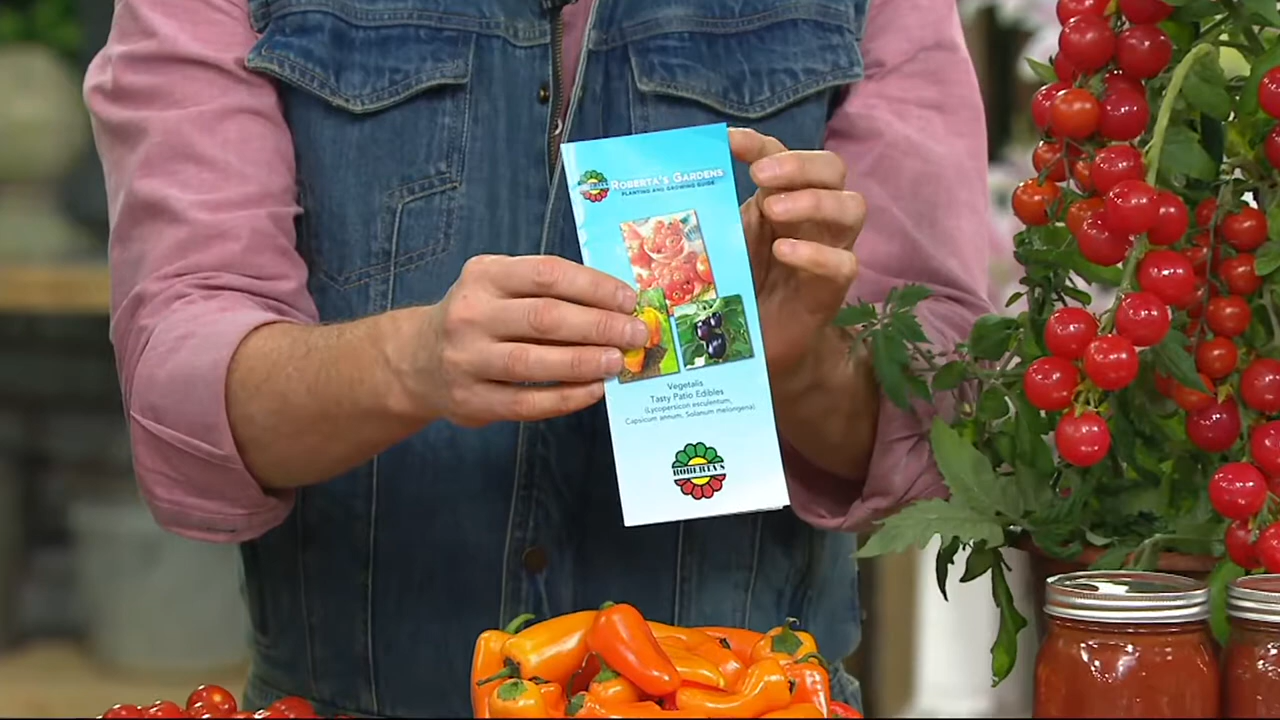 ROBERTA'S GARDENS
PLANTING AND GROWING GUIDE
Vegetalis
Tasty Patio Edibles
(Lycopersicon esculentum,
Capsicum annum, Solanum melongena)
ROBERTA'S